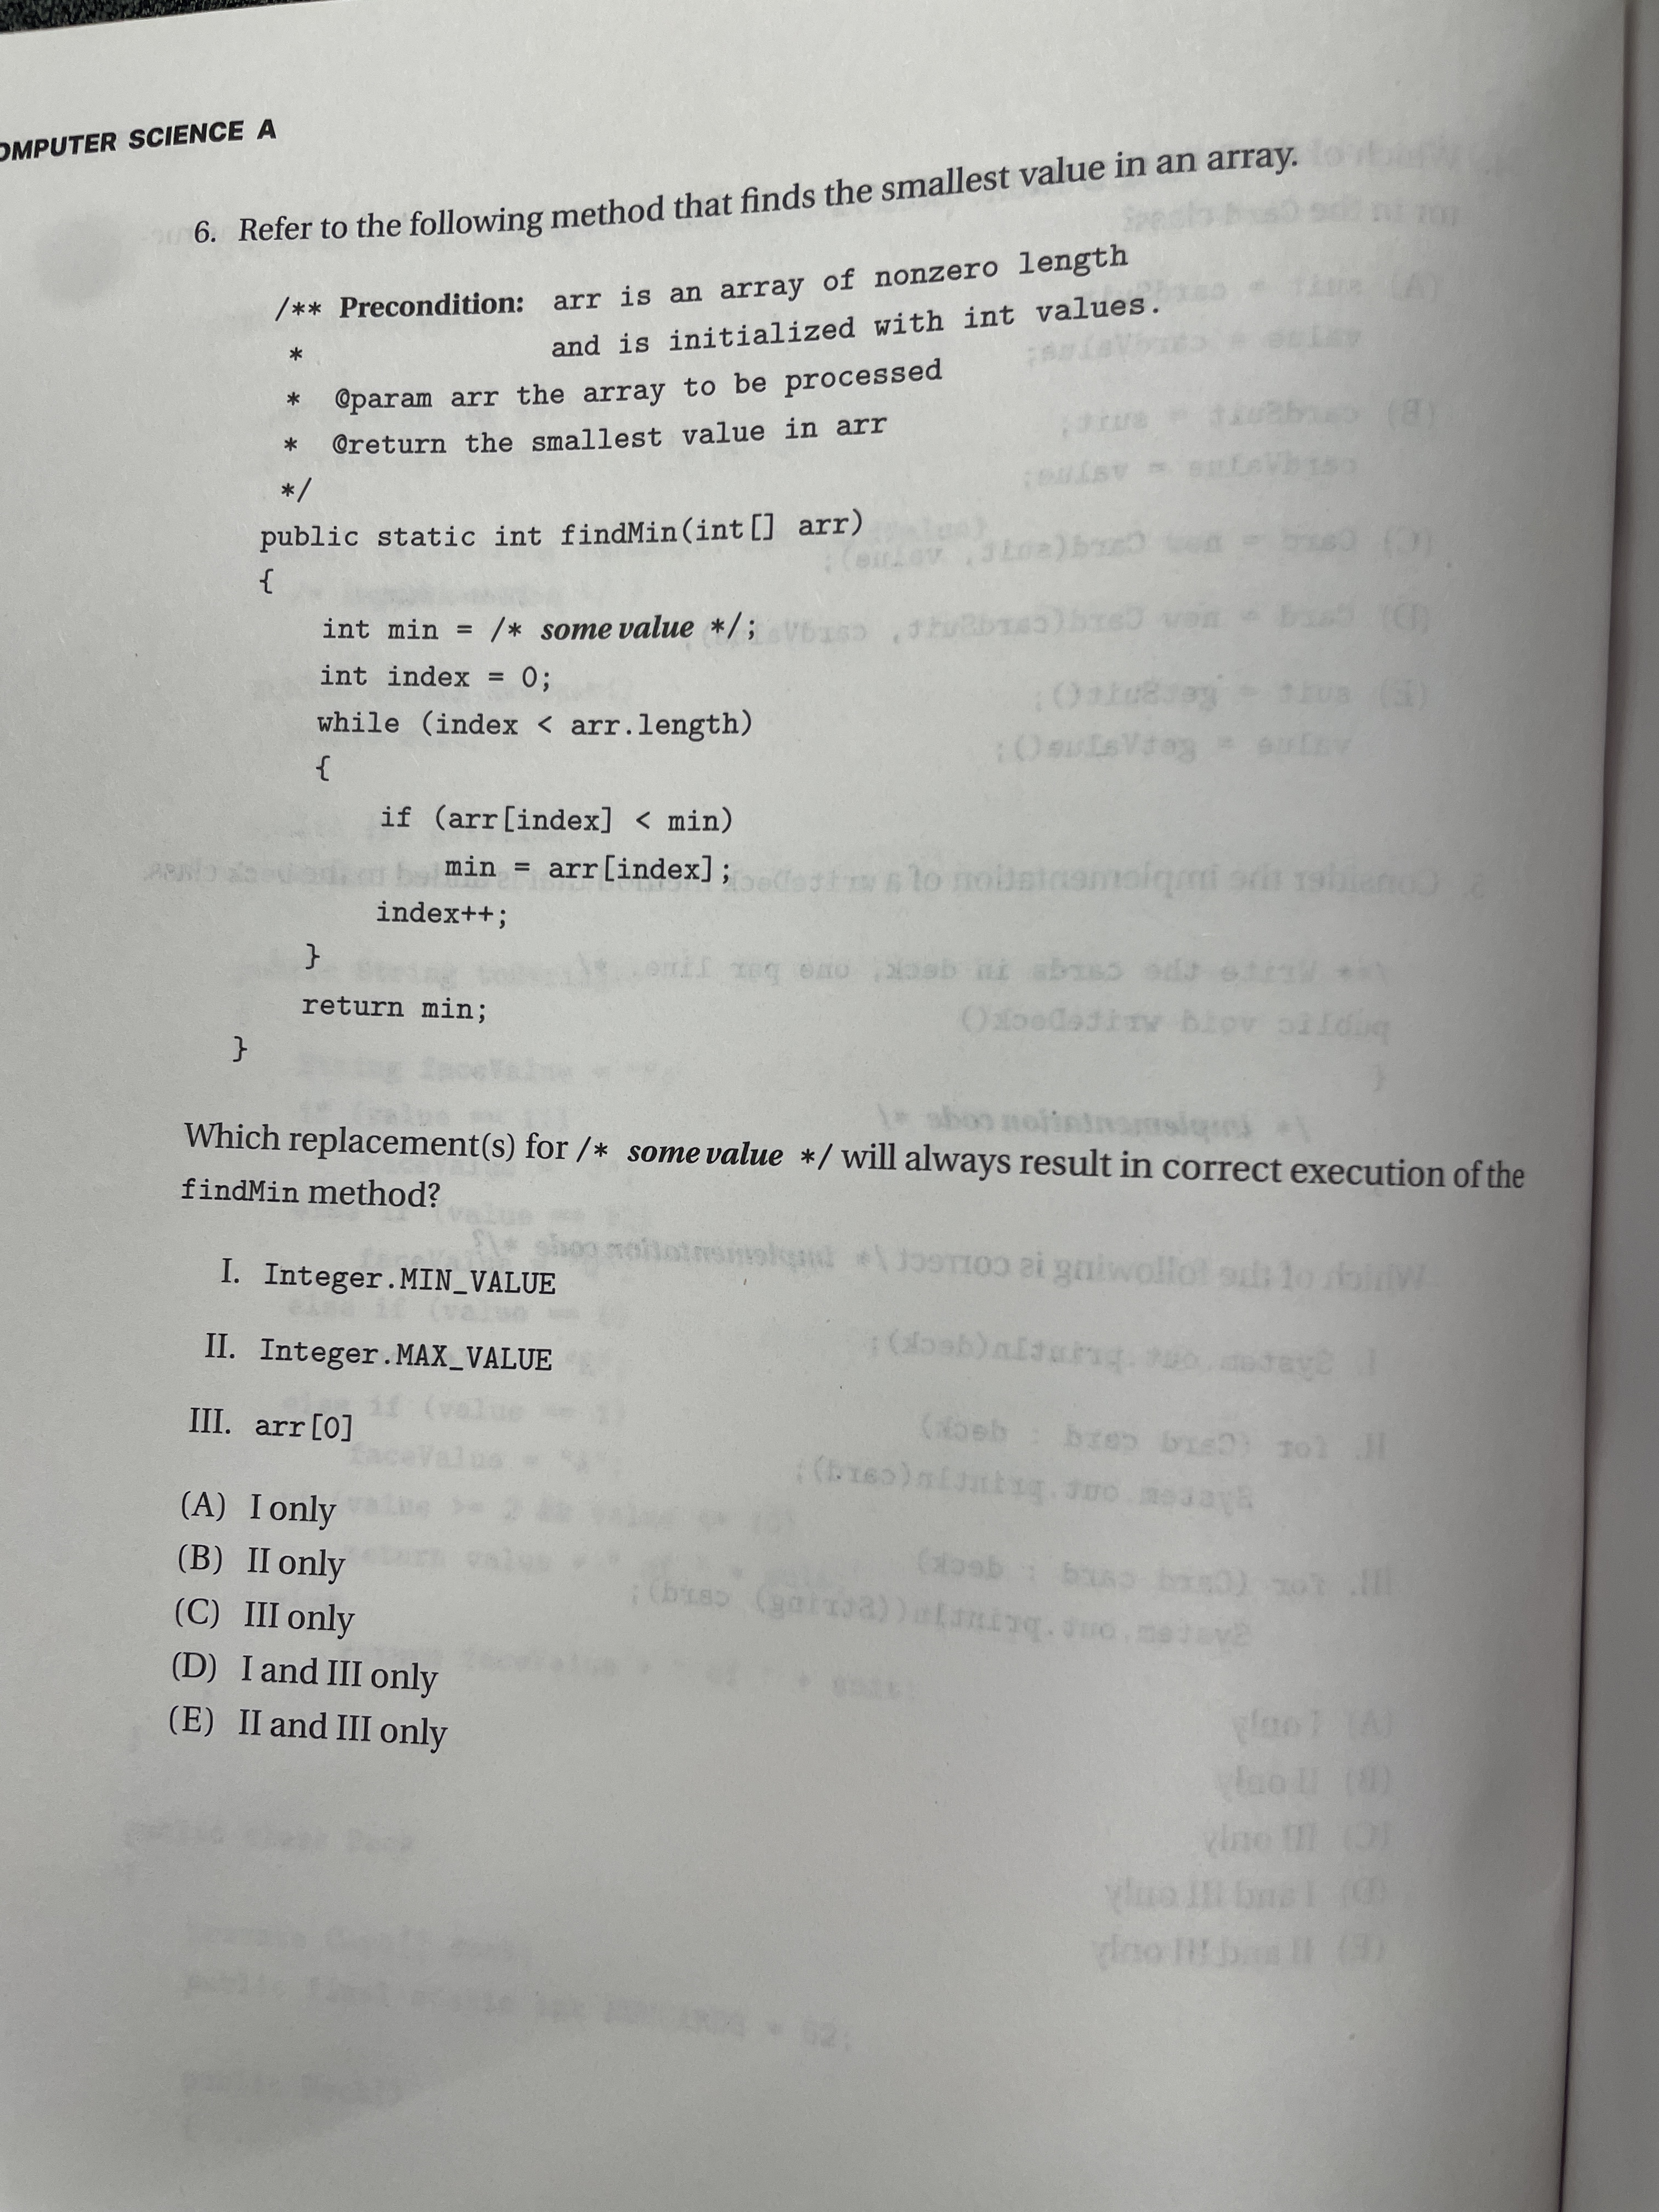 OMPUTER SCIENCE A
6. Refer to the following method that finds the smallest value in an array.
/** Precondition: arr is an array of nonzero length
* and is initialized with int values.
* @param arr the array to be processed
* @return the smallest value in arr
*/
public static int findMin(int[] arr)
{
int min = /* some value */;
int index = 0;
while (index < arr.length)
{
if (arr[index] < min)
min = arr[index];
index++;
}
return min;
}
Which replacement(s) for /* some value */ will always result in correct execution of the
findMin method?
I. Integer.MIN_VALUE
II. Integer.MAX_VALUE
III. arr[0]
(A) I only
(B) II only
(C) III only
(D) I and III only
(E) II and III only